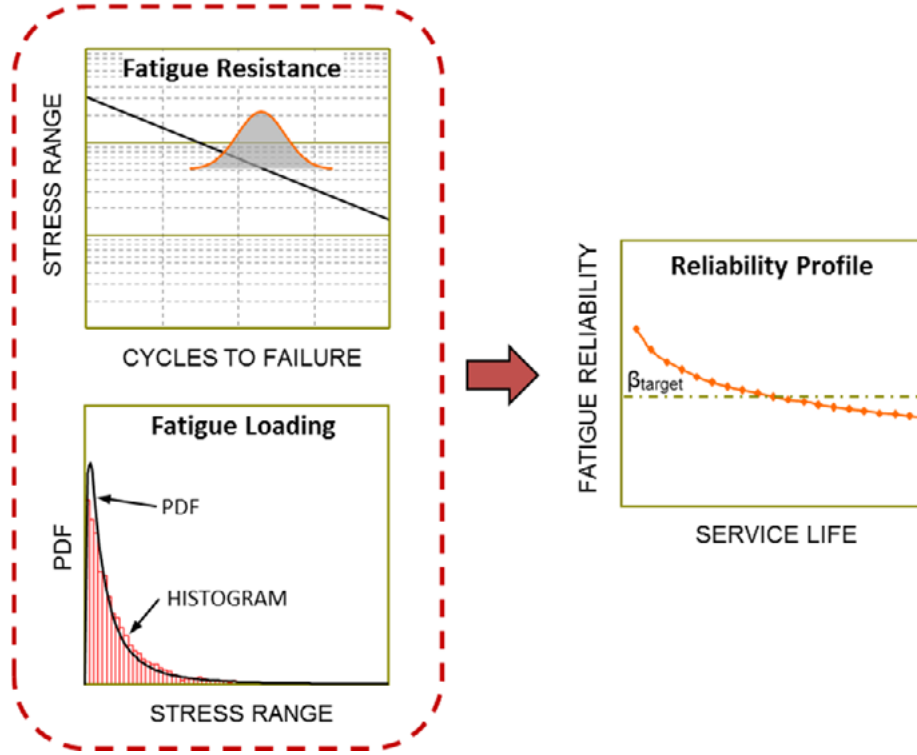 Fatigue Resistance
STRESS RANGE
CYCLES TO FAILURE
Fatigue Loading
PDF
HISTOGRAM
PDF
STRESS RANGE
Reliability Profile
βtarget
FATIGUE RELIABILITY
SERVICE LIFE